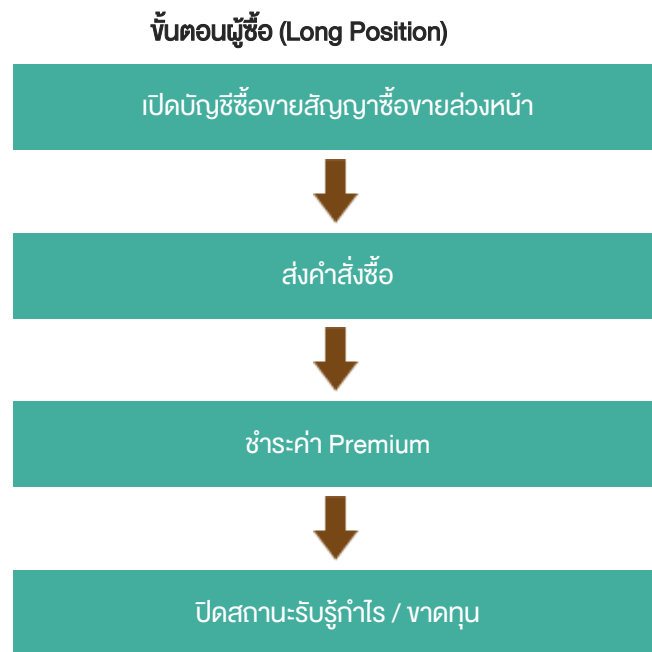 ขั้นตอนผู้ซื้อ (Long Position)
เปิดบัญชีซื้อขายสัญญาซื้อขายล่วงหน้า
ส่งคำสั่งซื้อ
ชำระค่า Premium
ปิดสถานะรับรู้กำไร / ขาดทุน